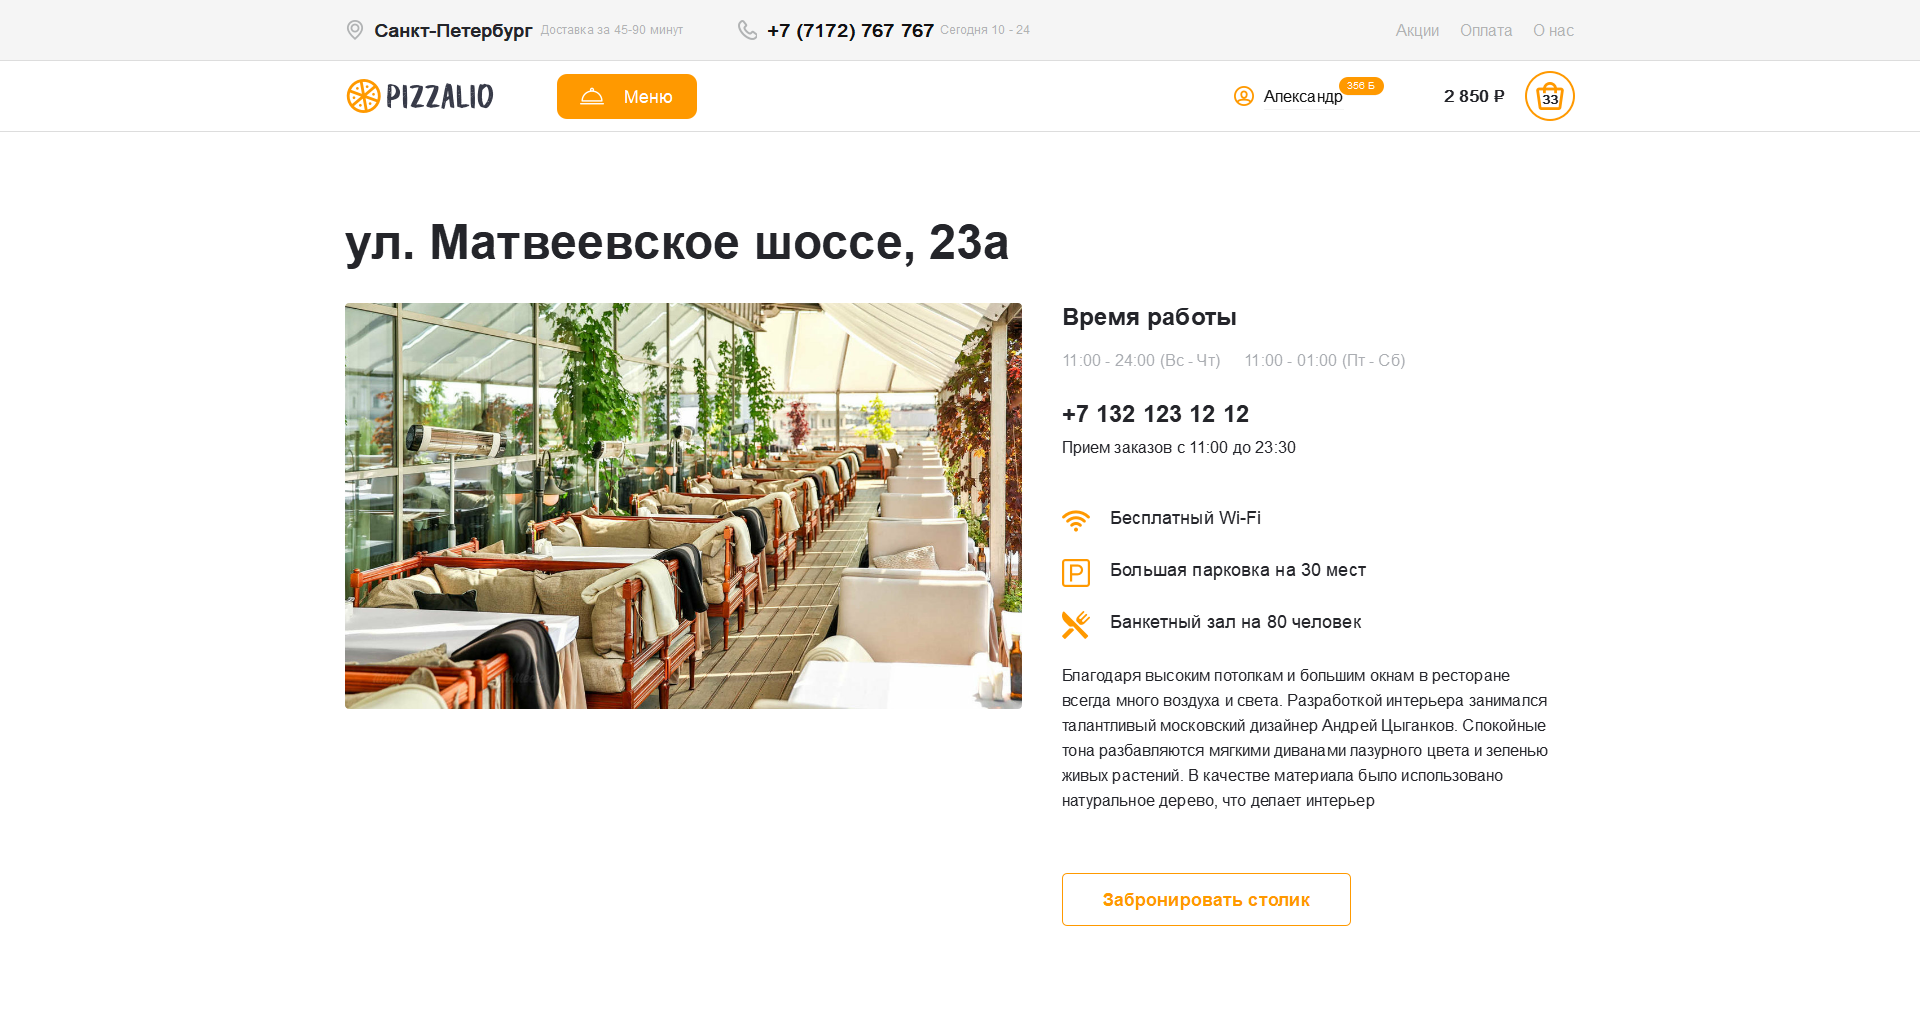 Санкт-Петербург Доставка за 45-90 минут +7 (7172) 767 767 Сегодня 10 - 24 Акции Оплата О нас
PIZZALIO Меню Александр 356 Б 2 850 ₽ 33
ул. Матвеевское шоссе, 23а
Время работы
11:00 - 24:00 (Вс - Чт) 11:00 - 01:00 (Пт - Сб)
+7 132 123 12 12
Прием заказов с 11:00 до 23:30
Бесплатный Wi-Fi
P Большая парковка на 30 мест
Банкетный зал на 80 человек
Благодаря высоким потолкам и большим окнам в ресторане
всегда много воздуха и света. Разработкой интерьера занимался
талантливый московский дизайнер Андрей Цыганков. Спокойные
тона разбавляются мягкими диванами лазурного цвета и зеленью
живых растений. В качестве материала было использовано
натуральное дерево, что делает интерьер
Забронировать столик